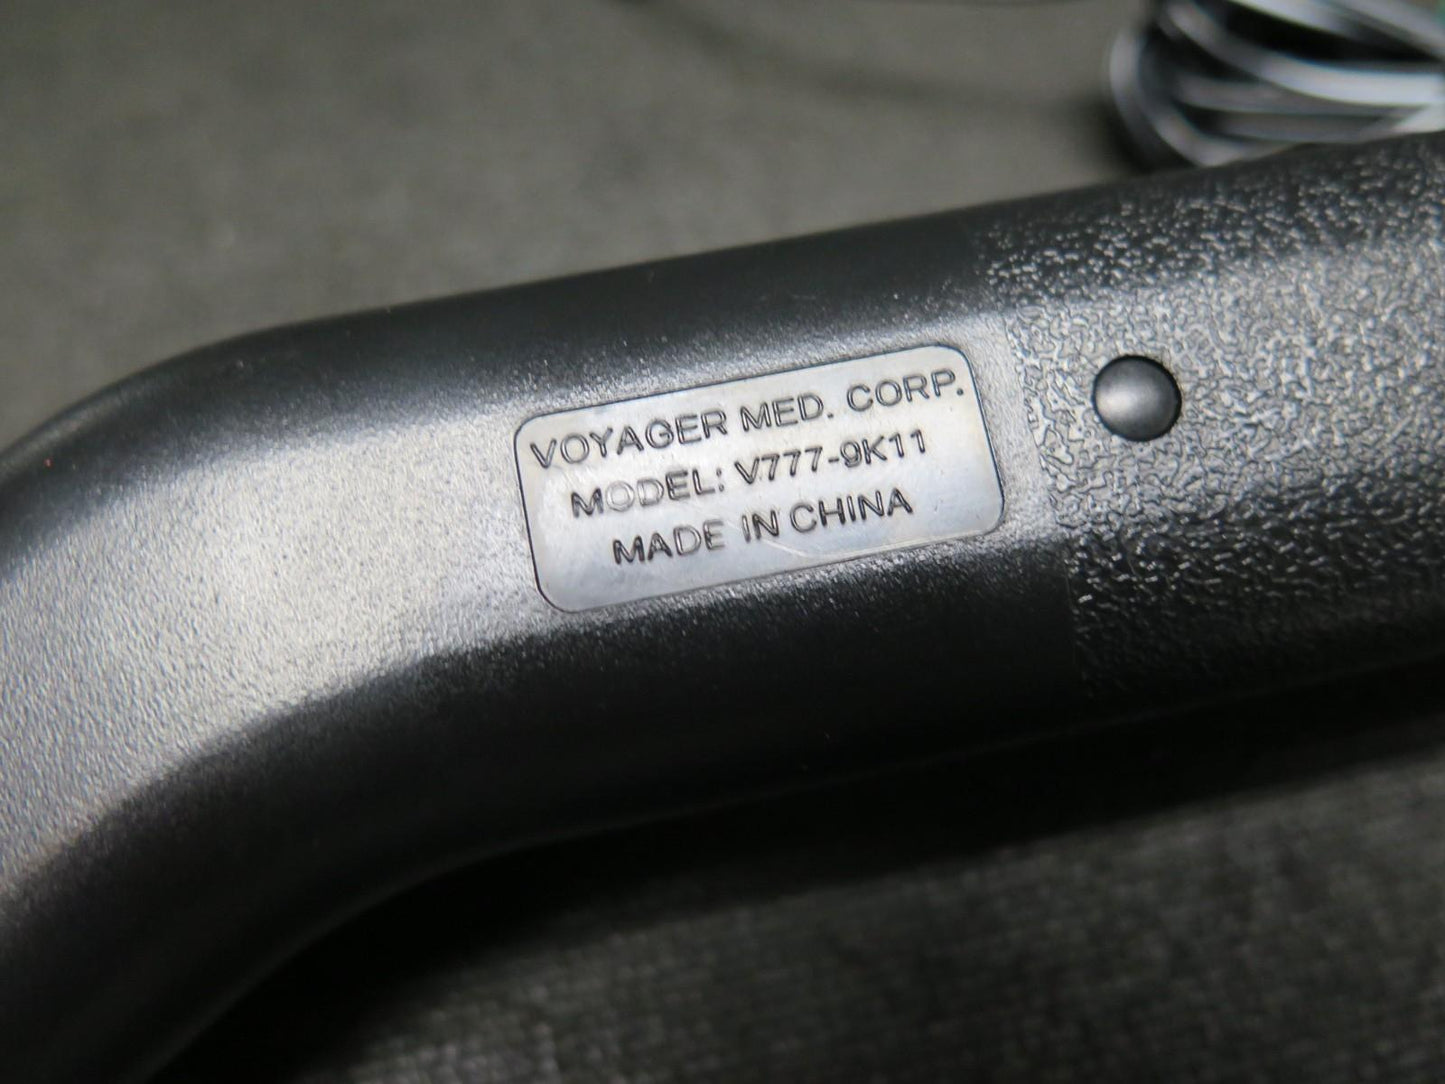 VOYAGER MED. CORP.
MODEL: V777-9K11
MADE IN CHINA